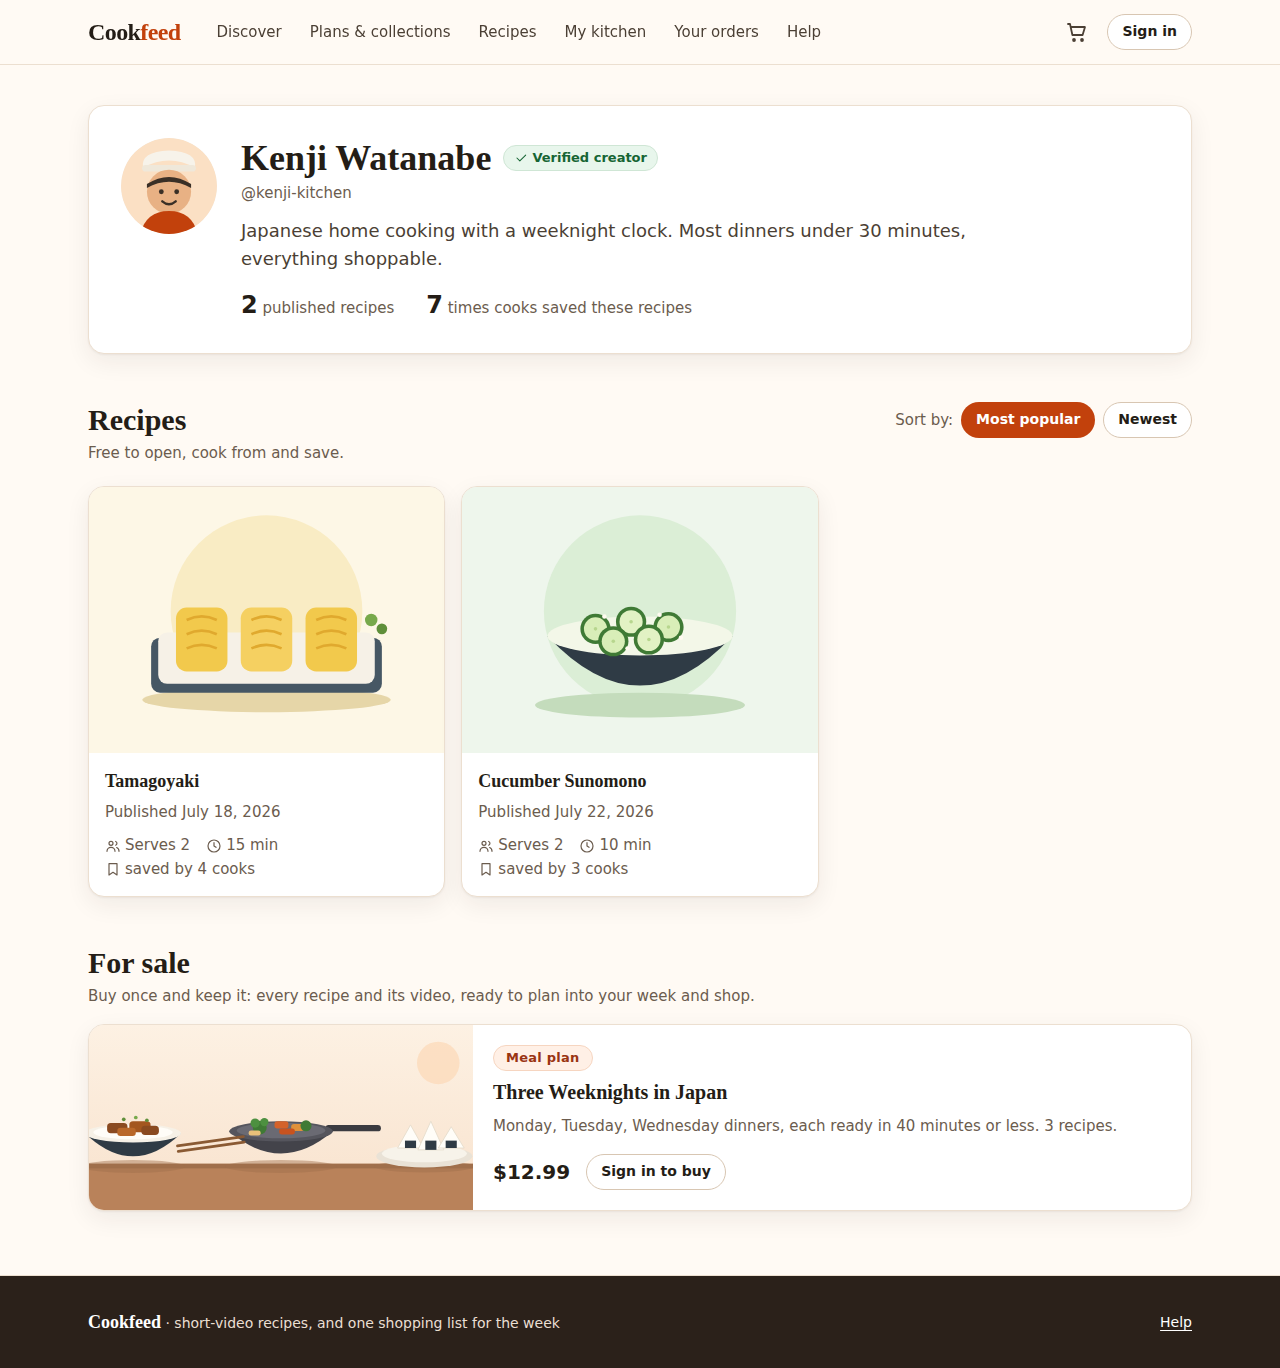 Cookfeed Discover Plans & collections Recipes My kitchen Your orders Help Sign in
Kenji Watanabe Verified creator
@kenji-kitchen
Japanese home cooking with a weeknight clock. Most dinners under 30 minutes,
everything shoppable.
2 published recipes 7 times cooks saved these recipes
Recipes
Sort by: Most popular Newest
Free to open, cook from and save.
Tamagoyaki
Published July 18, 2026
Serves 2 15 min
saved by 4 cooks
Cucumber Sunomono
Published July 22, 2026
Serves 2 10 min
saved by 3 cooks
For sale
Buy once and keep it: every recipe and its video, ready to plan into your week and shop.
Meal plan
Three Weeknights in Japan
Monday, Tuesday, Wednesday dinners, each ready in 40 minutes or less. 3 recipes.
$12.99 Sign in to buy
Cookfeed · short-video recipes, and one shopping list for the week Help